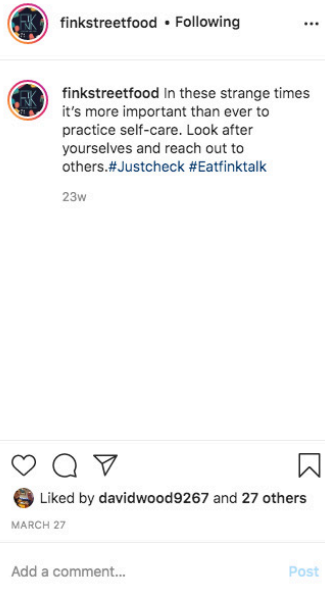 finkstreetfood • Following
finkstreetfood In these strange times
it's more important than ever to
practice self-care. Look after
yourselves and reach out to
others.#Justcheck #Eatfinktalk
23w
Liked by davidwood9267 and 27 others
MARCH 27
Add a comment... Post